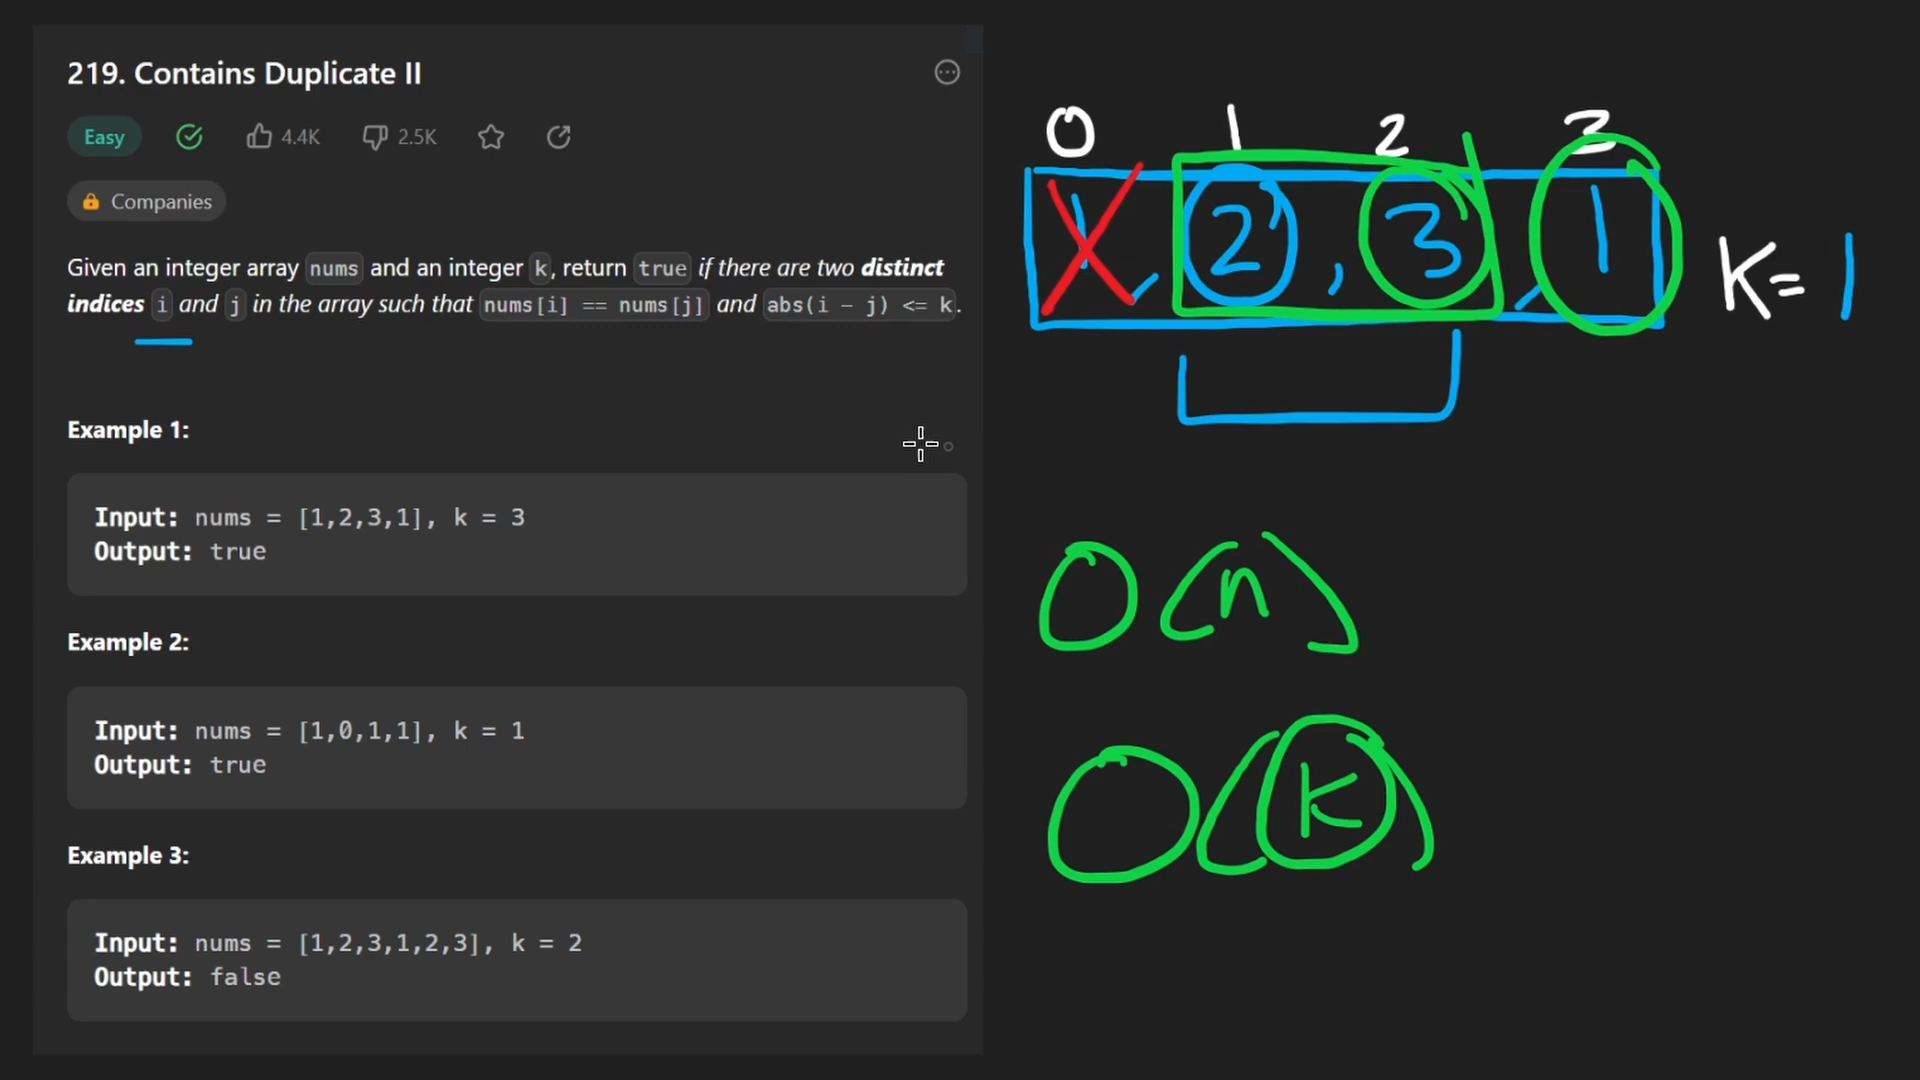 219. Contains Duplicate II
Easy 4.4K 2.5K
Companies
Given an integer array nums and an integer k, return true if there are two distinct
indices i and j in the array such that nums[i] == nums[j] and abs(i - j) <= k.
Example 1:
Input: nums = [1,2,3,1], k = 3
Output: true
Example 2:
Input: nums = [1,0,1,1], k = 1
Output: true
Example 3:
Input: nums = [1,2,3,1,2,3], k = 2
Output: false
0 1 2 3
1, 2, 3, 1
K= 1
O(n)
O(k)